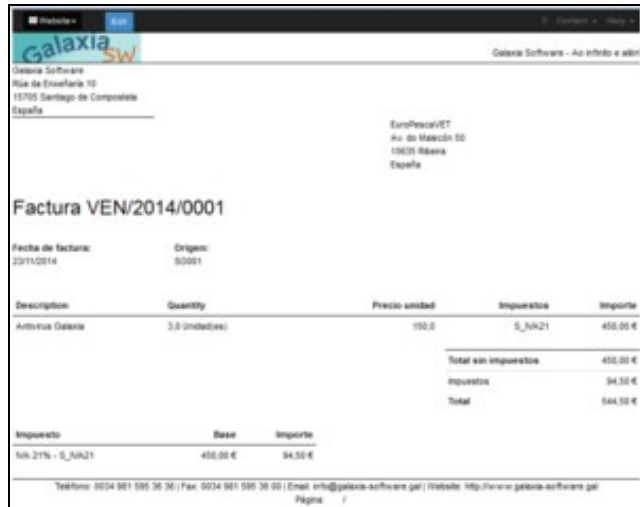 Website
Edit
Content Help
Galaxia SW
Galaxia Software - Ao infinito e alén
Galaxia Software
Rúa da Enxeñaría 10
15705 Santiago de Compostela
España
EuroPescaVET
Av. do Malecón 50
15635 Ribeira
España
Factura VEN/2014/0001
Fecha de factura: Origen:
23/11/2014 SO001
Description Quantity Precio unidad Impuestos Importe
Antivirus Galaxia 3,0 Unidad(es) 150,0 S_IVA21 450,00 €
Total sin impuestos 450,00 €
Impuestos 94,50 €
Total 544,50 €
Impuesto Base Importe
IVA 21% - S_IVA21 450,00 € 94,50 €
Teléfono: 0034 981 595 36 36 | Fax: 0034 981 595 36 00 | Email: info@galaxia-software.gal | Website: http://www.galaxia-software.gal
Página: /